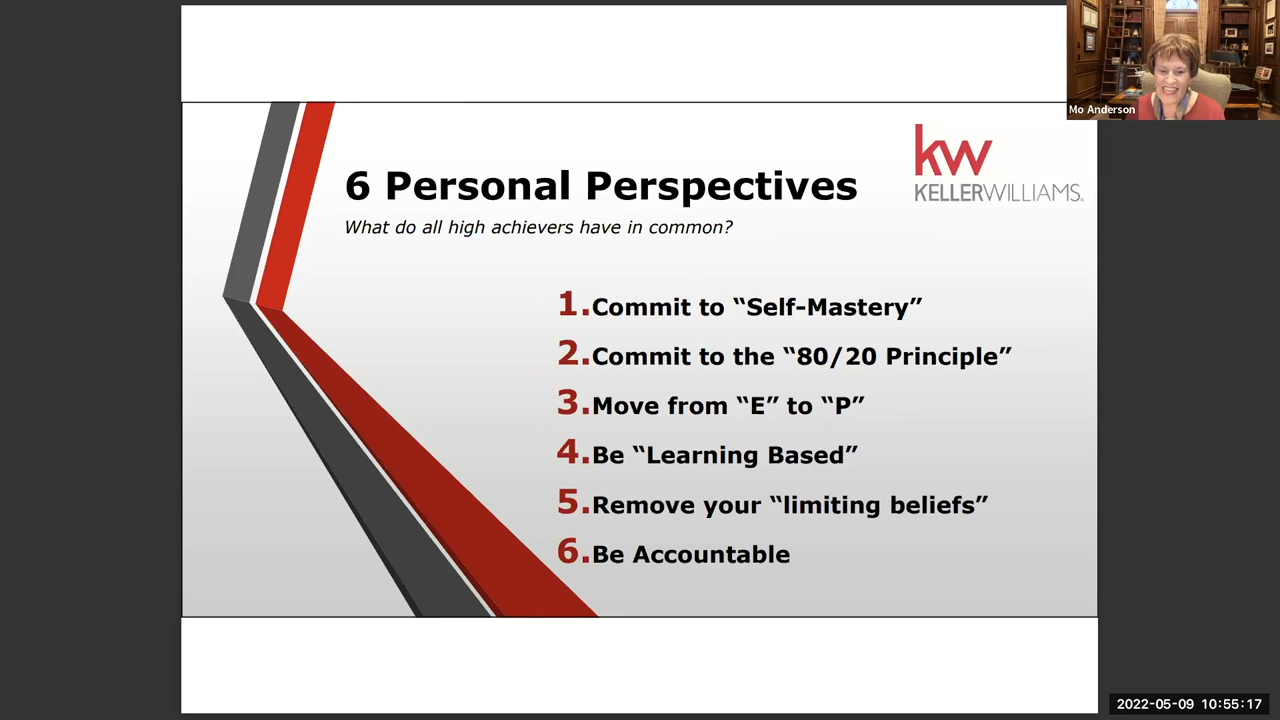 Mo Anderson
kw
KELLERWILLIAMS.
6 Personal Perspectives
What do all high achievers have in common?
1.Commit to “Self-Mastery”
2.Commit to the “80/20 Principle”
3.Move from “E” to “P”
4.Be “Learning Based”
5.Remove your “limiting beliefs”
6.Be Accountable
2022-05-09 10:55:17